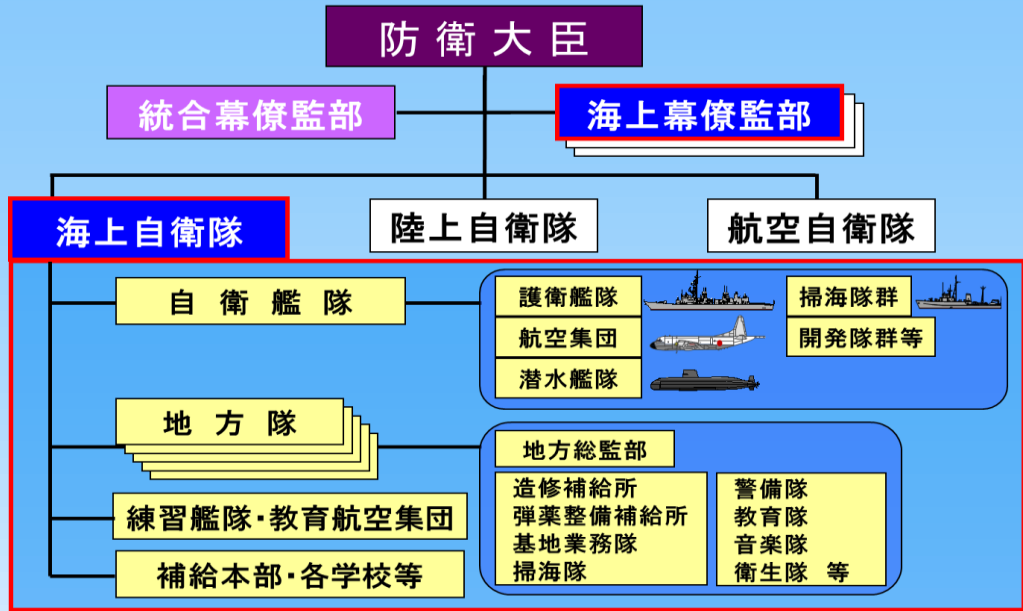 防衛大臣
統合幕僚監部
海上幕僚監部
海上自衛隊
陸上自衛隊
航空自衛隊
自衛艦隊
護衛艦隊
掃海隊群
航空集団
開発隊群等
潜水艦隊
地方隊
地方総監部
造修補給所
弾薬整備補給所
基地業務隊
掃海隊
警備隊
教育隊
音楽隊
衛生隊 等
練習艦隊・教育航空集団
補給本部・各学校等